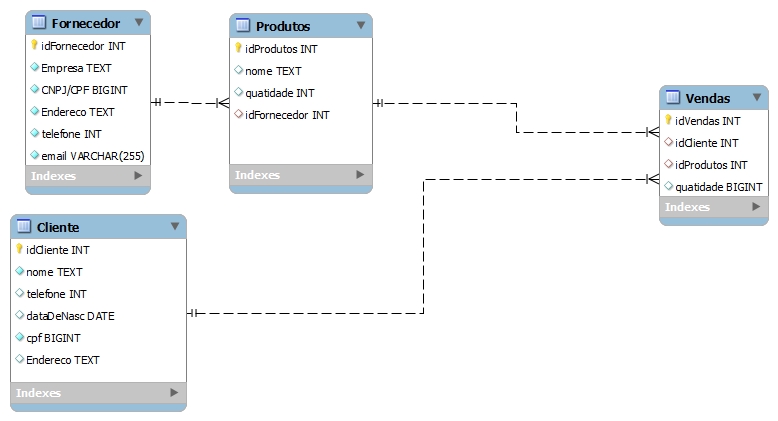 Fornecedor
idFornecedor INT
Empresa TEXT
CNPJ/CPF BIGINT
Endereco TEXT
telefone INT
email VARCHAR(255)
Indexes
Produtos
idProdutos INT
nome TEXT
quatidade INT
idFornecedor INT
Indexes
Vendas
idVendas INT
idCliente INT
idProdutos INT
quatidade BIGINT
Indexes
Cliente
idCliente INT
nome TEXT
telefone INT
dataDeNasc DATE
cpf BIGINT
Endereco TEXT
Indexes